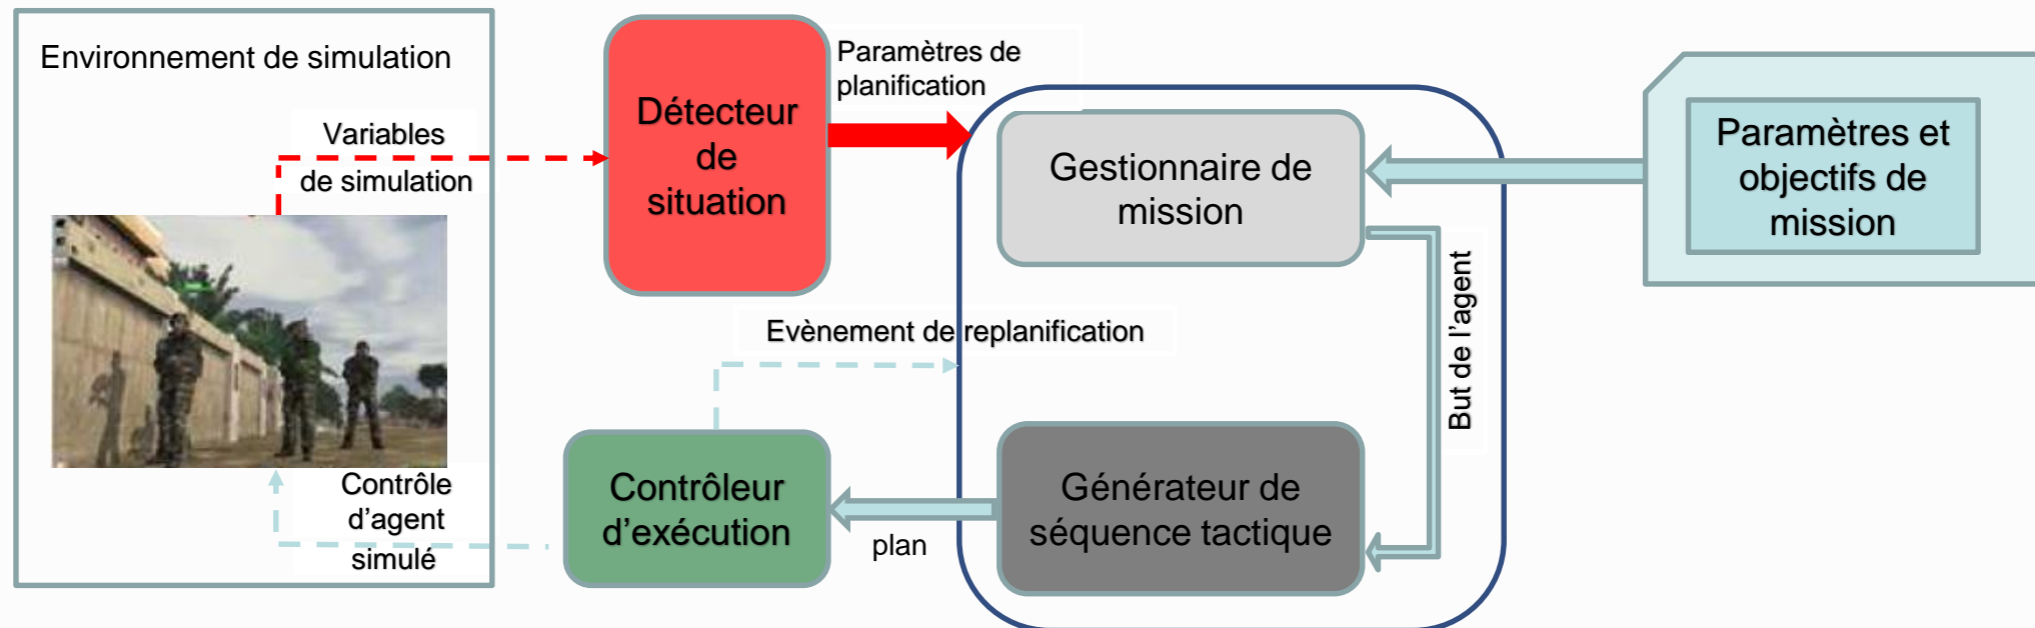 Environnement de simulation
Variables
de simulation
Contrôle
d'agent
simulé
Détecteur
de
situation
Paramètres de
planification
Gestionnaire de
mission
Paramètres et
objectifs de
mission
But de l'agent
Evènement de replanification
Contrôleur
d'exécution
plan
Générateur de
séquence tactique